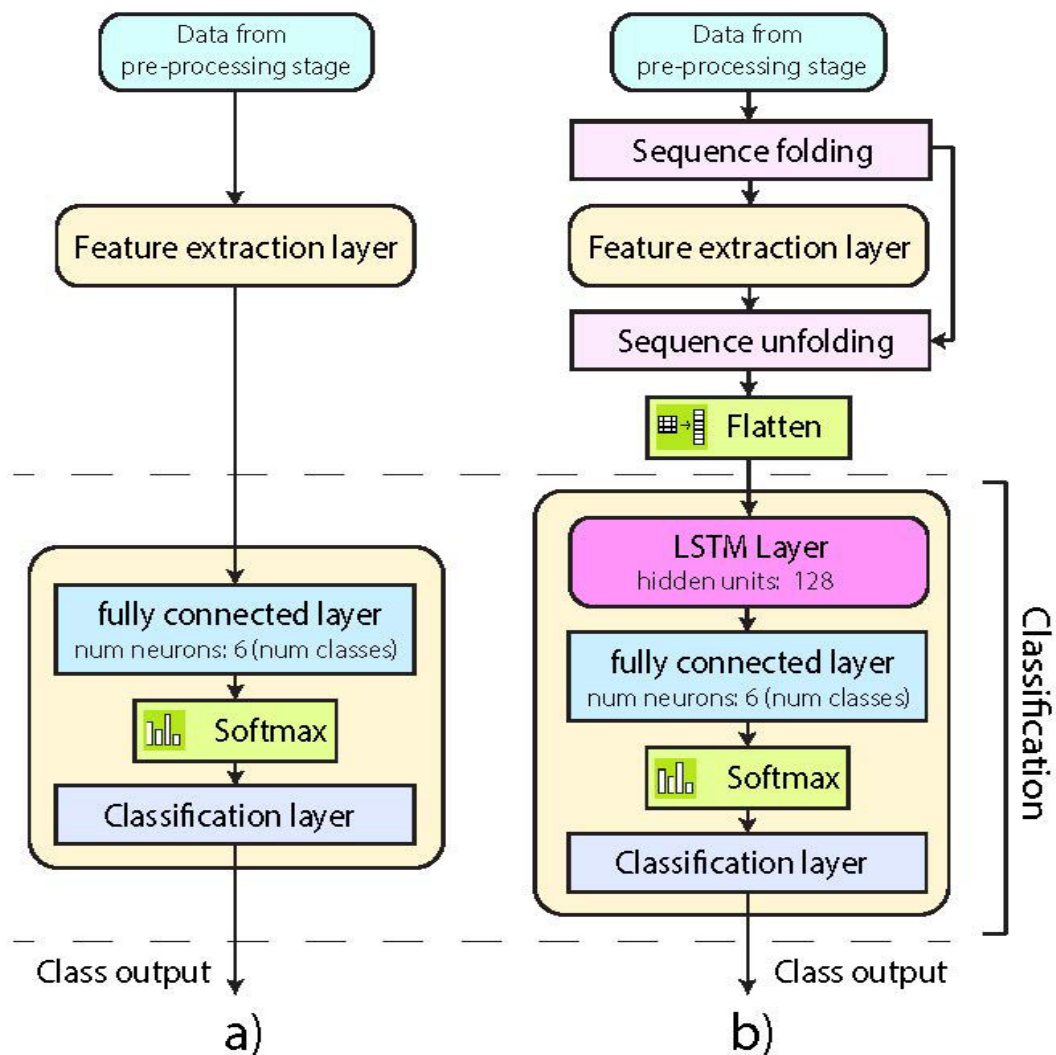 Data from
pre-processing stage
Feature extraction layer
fully connected layer
num neurons: 6 (num classes)
Softmax
Classification layer
Class output
a)
Data from
pre-processing stage
Sequence folding
Feature extraction layer
Sequence unfolding
Flatten
LSTM Layer
hidden units: 128
fully connected layer
num neurons: 6 (num classes)
Softmax
Classification layer
Class output
b)
Classification